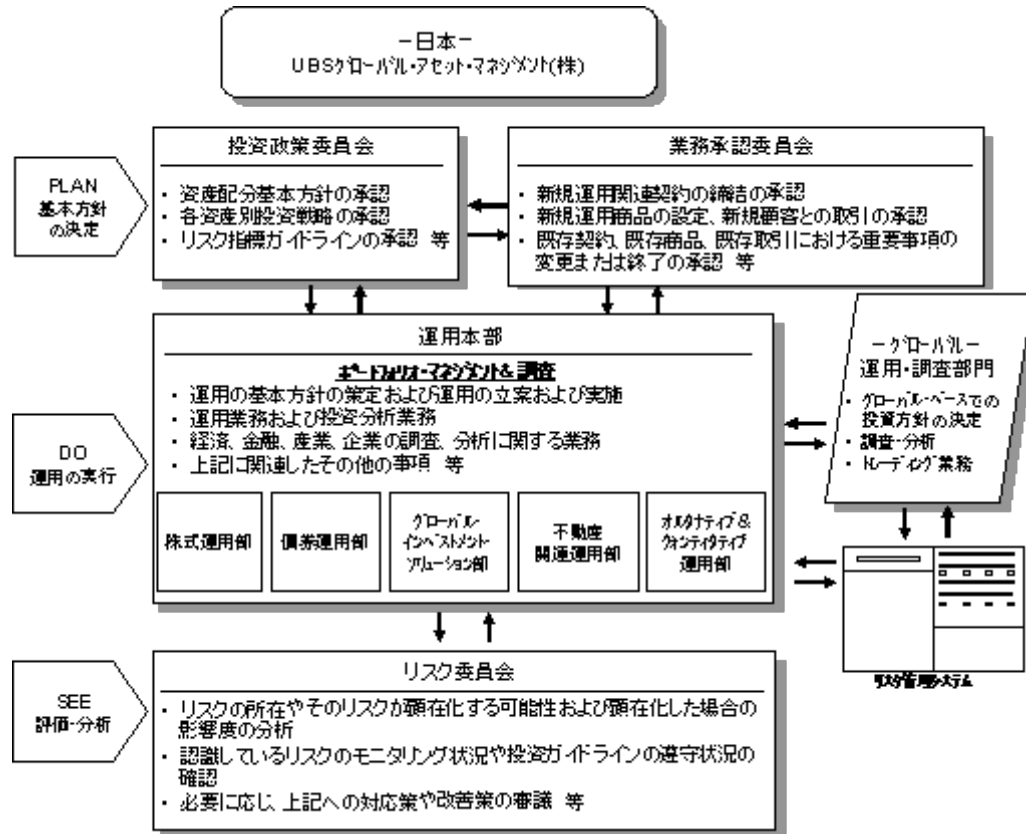 －日本－
UBSｸﾞﾛｰﾊﾞﾙ・ｱｾｯﾄ・ﾏﾈｼﾞﾒﾝﾄ(株)
PLAN
基本方針
の決定
投資政策委員会
・ 資産配分基本方針の承認
・ 各資産別投資戦略の承認
・ リスク指標ガイドラインの承認 等
業務承認委員会
・ 新規運用関連契約の締結の承認
・ 新規運用商品の設定、新規顧客との取引の承認
・ 既存契約、既存商品、既存取引における重要事項の
変更または終了の承認 等
DO
運用の実行
運用本部
ﾎﾟｰﾄﾌｫﾘｵ・ﾏﾈｼﾞﾒﾝﾄ& 調査
・ 運用の基本方針の策定および運用の立案および実施
・ 運用業務および投資分析業務
・ 経済、金融、産業、企業の調査、分析に関する業務
・ 上記に関連したその他の事項 等
株式運用部
債券運用部
ｸﾞﾛｰﾊﾞﾙ・
ｲﾝﾍﾞｽﾄﾒﾝﾄ・
ｿﾘｭｰｼｮﾝ部
不動産
関連運用部
ｵﾙﾀﾅﾃｨﾌﾞ&
ｸｫﾝﾃｨﾀﾃｨﾌﾞ
運用部
－ｸﾞﾛｰﾊﾞﾙ－
運用・調査部門
・ ｸﾞﾛｰﾊﾞﾙ・ﾍﾞｰｽでの
投資方針の決定
・ 調査・分析
・ ﾄﾚｰﾃﾞｨﾝｸﾞ業務
ﾘｽｸ管理ｼｽﾃﾑ
SEE
評価・分析
リスク委員会
・ リスクの所在やそのリスクが顕在化する可能性および顕在化した場合の
影響度の分析
・ 認識しているリスクのモニタリング状況や投資ガイドラインの遵守状況の
確認
・ 必要に応じ、上記への対応策や改善策の審議 等